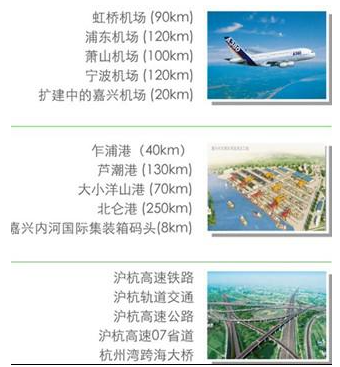 虹桥机场 (90km)
浦东机场 (120km)
萧山机场 (100km)
宁波机场 (120km)
扩建中的嘉兴机场 (20km)
A380
乍浦港（40km）
芦潮港 (130km)
大小洋山港 (70km)
北仑港 (250km)
嘉兴内河国际集装箱码头(8km)
沪杭高速铁路
沪杭轨道交通
沪杭高速公路
沪杭高速07省道
杭州湾跨海大桥